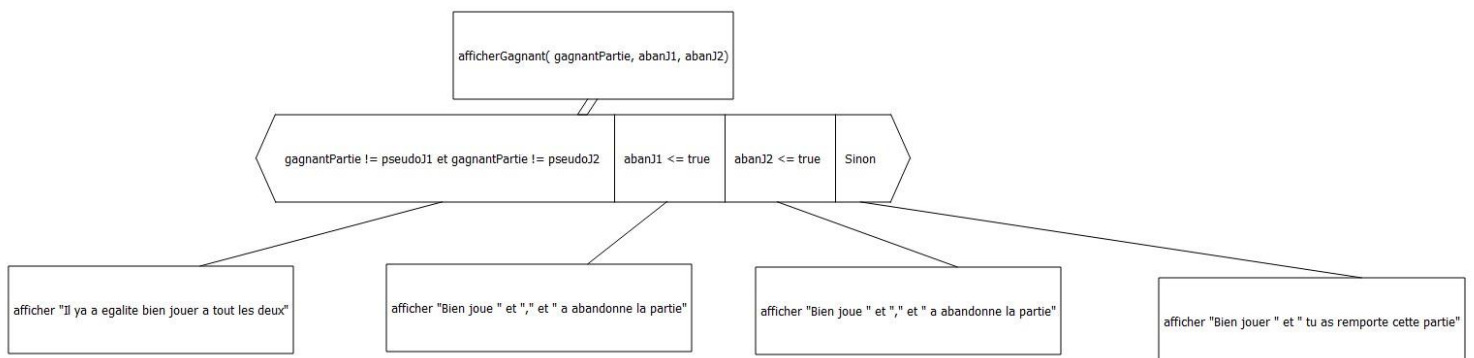 afficherGagnant( gagnantPartie, abanJ1, abanJ2)
gagnantPartie != pseudoJ1 et gagnantPartie != pseudoJ2
abanJ1 <= true
abanJ2 <= true
Sinon
afficher "Il ya a egalite bien jouer a tout les deux"
afficher "Bien joue " et "," et " a abandonne la partie"
afficher "Bien joue " et "," et " a abandonne la partie"
afficher "Bien jouer " et " tu as remporte cette partie"